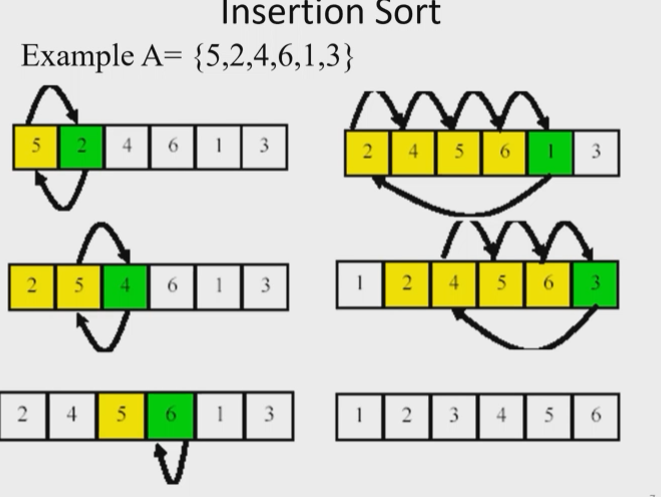 Insertion Sort
Example A= {5,2,4,6,1,3}
5 2 4 6 1 3
2 5 4 6 1 3
2 4 5 6 1 3
2 4 5 6 1 3
1 2 4 5 6 3
1 2 3 4 5 6